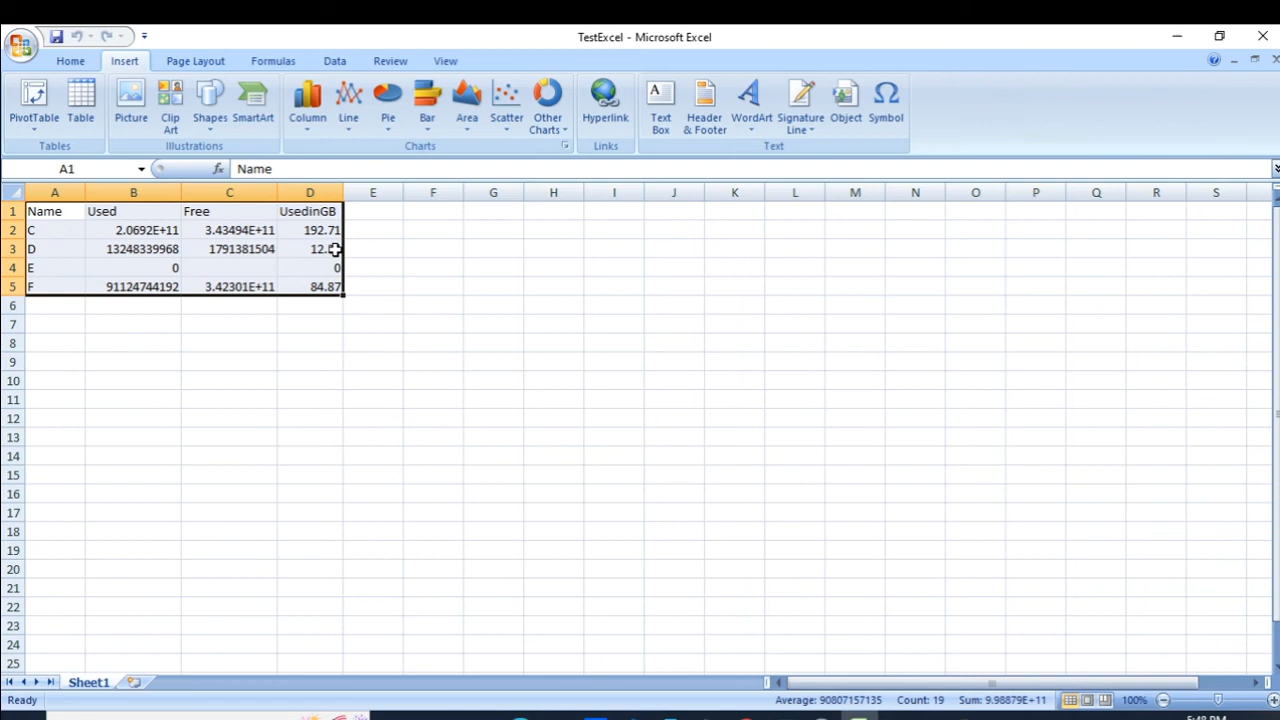 TestExcel - Microsoft Excel
Home Insert Page Layout Formulas Data Review View
PivotTable Table Picture Clip Art Shapes SmartArt Column Line Pie Bar Area Scatter Other Charts Hyperlink Text Box Header & Footer WordArt Signature Line Object Symbol
Tables Illustrations Charts Links Text
A1 fx Name
A B C D E F G H I J K L M N O P Q R S
1 Name Used Free UsedinGB
2 C 2.0692E+11 3.43494E+11 192.71
3 D 13248339968 1791381504
4 E 0 0
5 F 91124744192 3.42301E+11 84.87
6
7
8
9
10
11
12
13
14
15
16
17
18
19
20
21
22
23
24
25
Sheet1
Ready Average: 90807157135 Count: 19 Sum: 9.98879E+11 100%